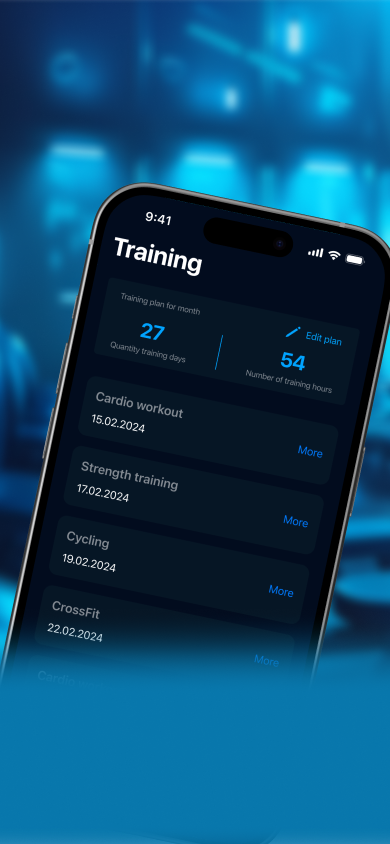 9:41
Training
Training plan for month
Edit plan
27
54
Quantity training days
Number of training hours
Cardio workout
15.02.2024
More
Strength training
17.02.2024
More
Cycling
19.02.2024
More
CrossFit
22.02.2024
More